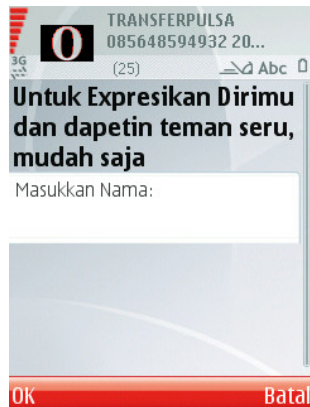 TRANSFERPULSA
085648594932 20...
3G
O
(25)
Abc
Untuk Expresikan Dirimu
dan dapetin teman seru,
mudah saja
Masukkan Nama:
OK
Batal